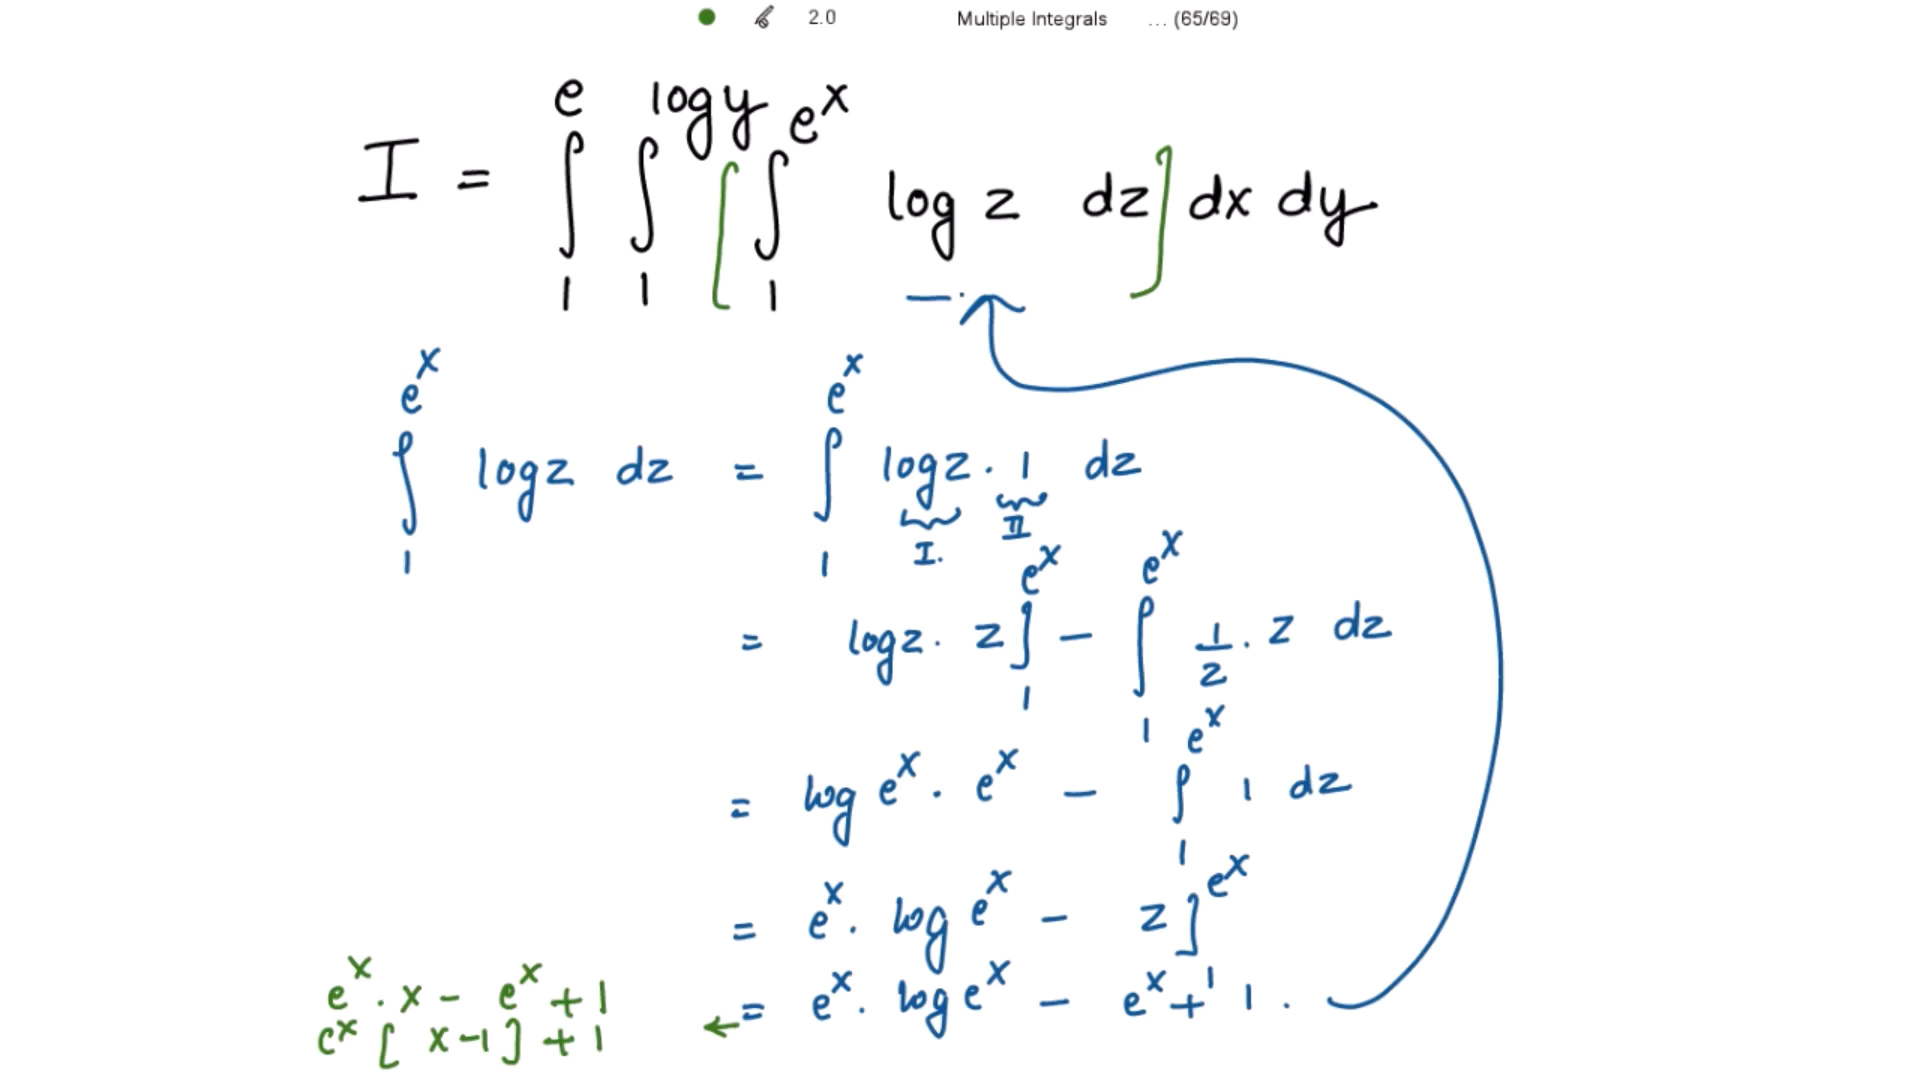 2.0 Multiple Integrals ... (65/69)
I = ∫₁^e ∫₁^{log y} [∫₁^{e^x} log z dz] dx dy
∫₁^{e^x} log z dz = ∫₁^{e^x} log z · 1 dz
I. II
= log z · z]₁^{e^x} − ∫₁^{e^x} 1/z · z dz
= log e^x · e^x − ∫₁^{e^x} 1 dz
= e^x · log e^x − z]₁^{e^x}
= e^x · log e^x − e^x + 1 .
e^x · x − e^x + 1 ←
e^x [x−1] + 1